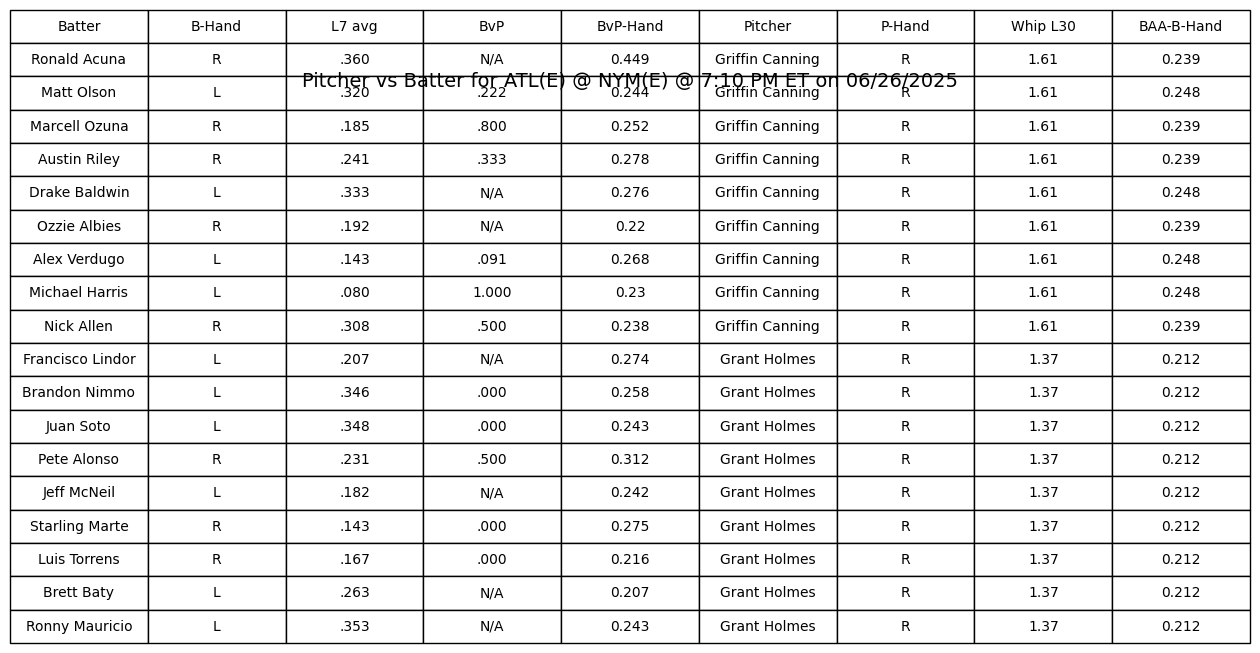 Batter B-Hand L7 avg BvP BvP-Hand Pitcher P-Hand Whip L30 BAA-B-Hand
Ronald Acuna R .360 N/A 0.449 Griffin Canning R 1.61 0.239
Pitcher vs Batter for ATL(E) @ NYM(E) @ 7:10 PM ET on 06/26/2025
Matt Olson L .320 .222 0.244 Griffin Canning R 1.61 0.248
Marcell Ozuna R .185 .800 0.252 Griffin Canning R 1.61 0.239
Austin Riley R .241 .333 0.278 Griffin Canning R 1.61 0.239
Drake Baldwin L .333 N/A 0.276 Griffin Canning R 1.61 0.248
Ozzie Albies R .192 N/A 0.22 Griffin Canning R 1.61 0.239
Alex Verdugo L .143 .091 0.268 Griffin Canning R 1.61 0.248
Michael Harris L .080 1.000 0.23 Griffin Canning R 1.61 0.248
Nick Allen R .308 .500 0.238 Griffin Canning R 1.61 0.239
Francisco Lindor L .207 N/A 0.274 Grant Holmes R 1.37 0.212
Brandon Nimmo L .346 .000 0.258 Grant Holmes R 1.37 0.212
Juan Soto L .348 .000 0.243 Grant Holmes R 1.37 0.212
Pete Alonso R .231 .500 0.312 Grant Holmes R 1.37 0.212
Jeff McNeil L .182 N/A 0.242 Grant Holmes R 1.37 0.212
Starling Marte R .143 .000 0.275 Grant Holmes R 1.37 0.212
Luis Torrens R .167 .000 0.216 Grant Holmes R 1.37 0.212
Brett Baty L .263 N/A 0.207 Grant Holmes R 1.37 0.212
Ronny Mauricio L .353 N/A 0.243 Grant Holmes R 1.37 0.212